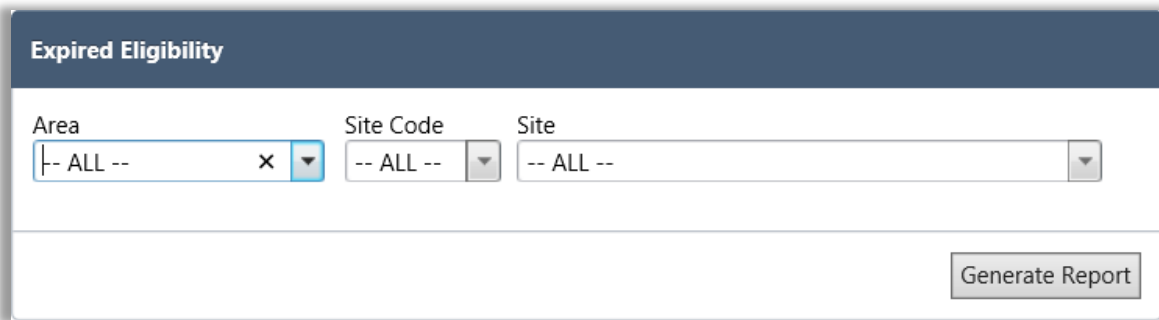 Expired Eligibility
Area Site Code Site
-- ALL -- × -- ALL -- -- ALL --
Generate Report